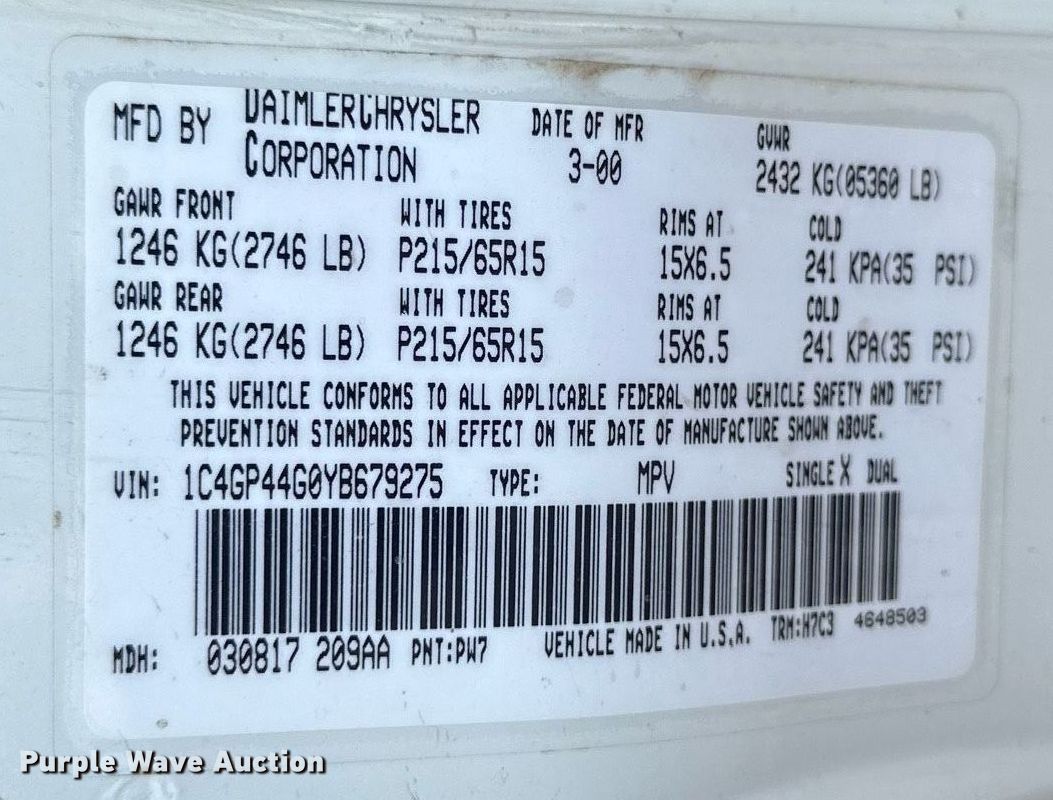 MFD BY DAIMLERCHRYSLER CORPORATION
DATE OF MFR 3-00
GVWR 2432 KG(05360 LB)
GAWR FRONT WITH TIRES RIMS AT COLD
1246 KG(2746 LB) P215/65R15 15X6.5 241 KPA(35 PSI)
GAWR REAR WITH TIRES RIMS AT COLD
1246 KG(2746 LB) P215/65R15 15X6.5 241 KPA(35 PSI)
THIS VEHICLE CONFORMS TO ALL APPLICABLE FEDERAL MOTOR VEHICLE SAFETY AND THEFT
PREVENTION STANDARDS IN EFFECT ON THE DATE OF MANUFACTURE SHOWN ABOVE.
VIN: 1C4GP44G0YB679275 TYPE: MPV SINGLE X DUAL
MDH: 030817 209AA PNT:PW7 VEHICLE MADE IN U.S.A. TRM:H7C3 4648503
Purple Wave Auction